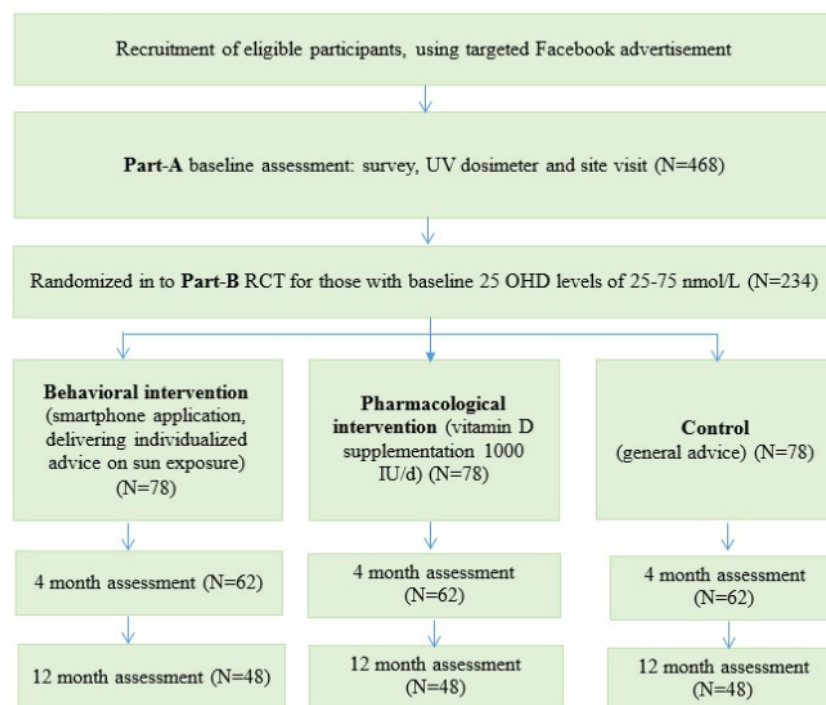 Recruitment of eligible participants, using targeted Facebook advertisement
Part-A baseline assessment: survey, UV dosimeter and site visit (N=468)
Randomized in to Part-B RCT for those with baseline 25 OHD levels of 25-75 nmol/L (N=234)
Behavioral intervention
(smartphone application,
delivering individualized
advice on sun exposure)
(N=78)
Pharmacological
intervention (vitamin D
supplementation 1000
IU/d) (N=78)
Control
(general advice) (N=78)
4 month assessment (N=62)
4 month assessment
(N=62)
4 month assessment
(N=62)
12 month assessment (N=48)
12 month assessment
(N=48)
12 month assessment
(N=48)